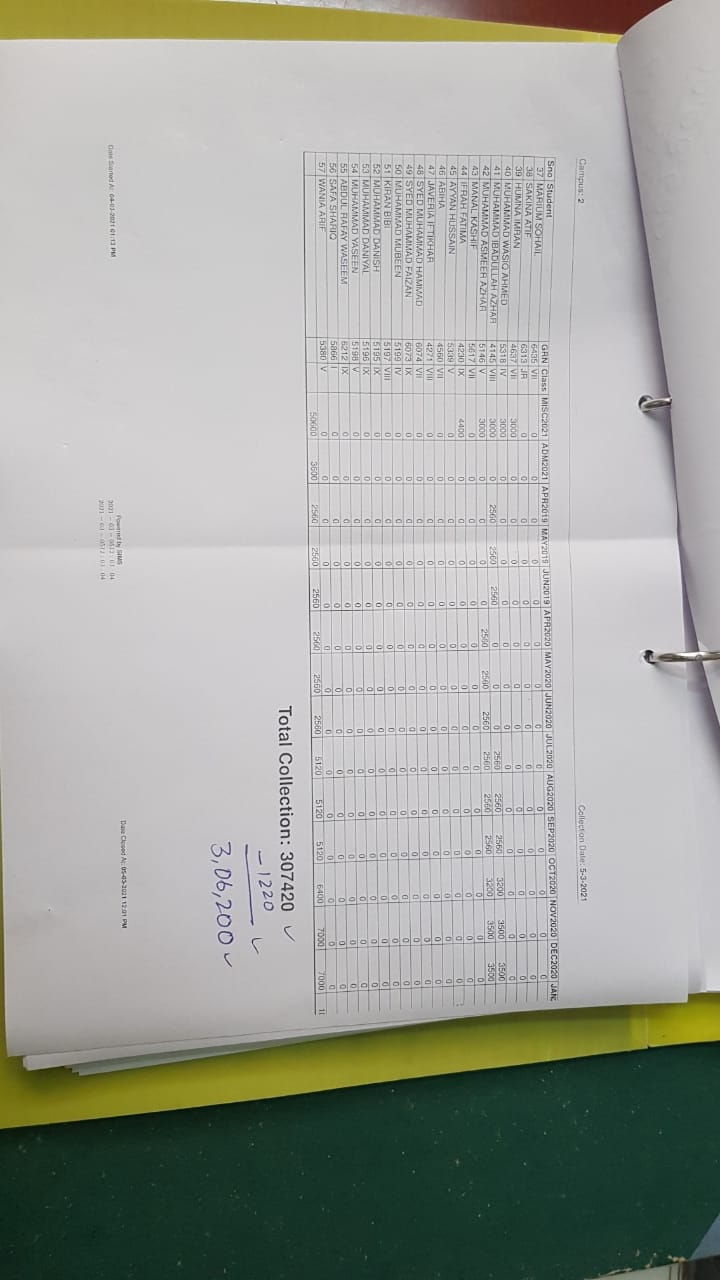 Campus: 2 Collection Date: 5-3-2021
Sno Student GRN Class MISC2021 ADM2021 APR2019 MAY2019 JUN2019 APR2020 MAY2020 JUN2020 JUL2020 AUG2020 SEP2020 OCT2020 NOV2020 DEC2020
37 MARIUM SOHAIL 6435 VII 0 0 0 0 0 0 0 0 0 0 0 0 0 0
38 SAKINA ATIF 6313 JR 0 0 0 0 0 0 0 0 0 0 0 0 0 0
39 HUMNA IMRAN 4637 VII 3000 0 0 0 0 0 0 0 0 0 0 0 0 0
40 MUHAMMAD WASIQ AHMED 5318 IV 3000 0 0 0 0 0 0 0 0 0 0 0 0 0
41 MUHAMMAD IBADULLAH AZHAR 4145 VIII 3000 0 2560 2560 2560 0 0 0 2560 2560 2560 3200 3500 3500
42 MUHAMMAD ASMEER AZHAR 5146 V 3000 0 0 0 0 2560 2560 2560 2560 2560 2560 3200 3500 3500
43 MANAL KASHIF 5617 VII 0 0 0 0 0 0 0 0 0 0 0 0 0 0
44 IFRAH FATIMA 4230 IX 4400 0 0 0 0 0 0 0 0 0 0 0 0 0
45 AYYAN HUSSAIN 5339 V 0 0 0 0 0 0 0 0 0 0 0 0 0 0
46 ABIHA 4560 VII 0 0 0 0 0 0 0 0 0 0 0 0 0 0
47 JAVERIA IFTIKHAR 4271 VIII 0 0 0 0 0 0 0 0 0 0 0 0 0 0
48 SYED MUHAMMAD HAMMAD 6074 VII 0 0 0 0 0 0 0 0 0 0 0 0 0 0
49 SYED MUHAMMAD FAIZAN 6073 IX 0 0 0 0 0 0 0 0 0 0 0 0 0 0
50 MUHAMMAD MUBEEN 5199 IV 0 0 0 0 0 0 0 0 0 0 0 0 0 0
51 KIRAN BIBI 5197 VIII 0 0 0 0 0 0 0 0 0 0 0 0 0 0
52 MUHAMMAD DANISH 5195 IX 0 0 0 0 0 0 0 0 0 0 0 0 0 0
53 MUHAMMAD DANIYAL 5196 IX 0 0 0 0 0 0 0 0 0 0 0 0 0 0
54 MUHAMMAD YASEEN 5198 V 0 0 0 0 0 0 0 0 0 0 0 0 0 0
55 ABDUL RAFAY WASEEM 6212 IX 0 0 0 0 0 0 0 0 0 0 0 0 0 0
56 SAFA SHARIQ 5866 I 0 0 0 0 0 0 0 0 0 0 0 0 0 0
57 WANIA ARIF 5380 V 0 0 0 0 0 0 0 0 0 0 0 0 0 0
50600 3600 2560 2560 2560 2560 2560 2560 5120 5120 5120 6400 7000 7000
Total Collection: 307420 ✓
-1220 ✓
3,06,200 ✓
Date Started At: 04-03-2021 01:13 PM Powered by SIMS Date Closed At: 05-03-2021 12:01 PM